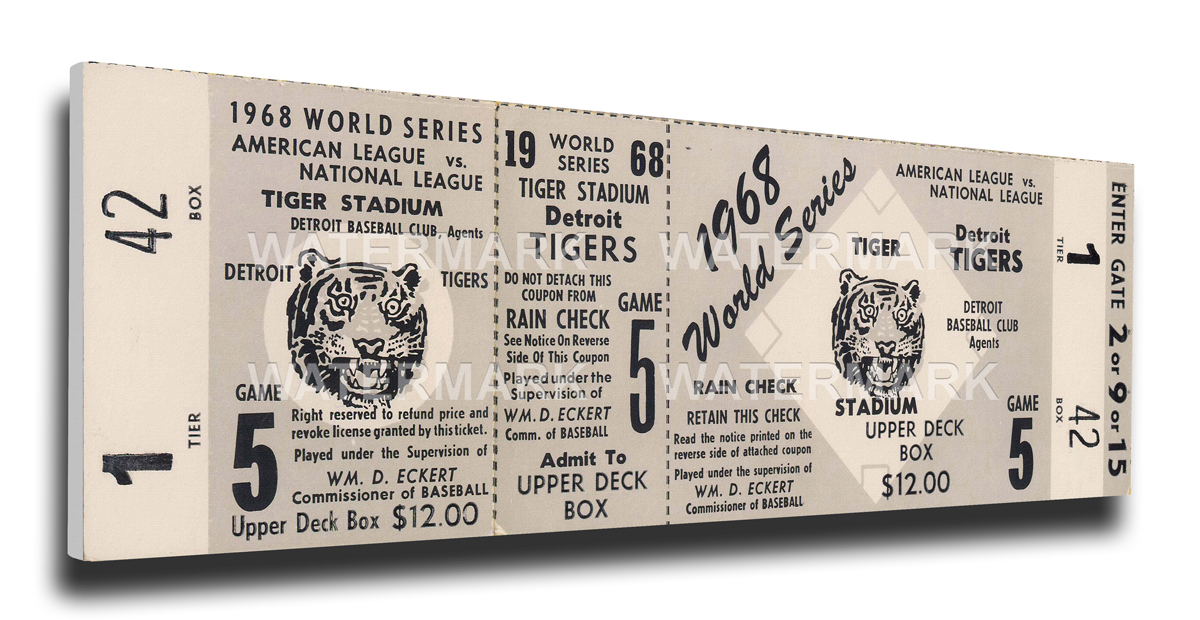 42
BOX
1
TIER
1968 WORLD SERIES
AMERICAN LEAGUE vs.
NATIONAL LEAGUE
TIGER STADIUM
DETROIT BASEBALL CLUB, Agents
DETROIT TIGERS
GAME
5
Right reserved to refund price and
revoke license granted by this ticket.
Played under the Supervision of
WM. D. ECKERT
Commissioner of BASEBALL
Upper Deck Box $12.00
19 WORLD SERIES 68
TIGER STADIUM
Detroit
TIGERS
DO NOT DETACH THIS
COUPON FROM
RAIN CHECK
See Notice On Reverse
Side Of This Coupon
GAME
5
Played under the
Supervision of
WM. D. ECKERT
Comm. of BASEBALL
Admit To
UPPER DECK
BOX
1968
World Series
RAIN CHECK
RETAIN THIS CHECK
Read the notice printed on the
reverse side of attached coupon
Played under the supervision of
WM. D. ECKERT
Commissioner of BASEBALL
AMERICAN LEAGUE vs.
NATIONAL LEAGUE
TIGER
STADIUM
Detroit
TIGERS
DETROIT
BASEBALL CLUB
Agents
UPPER DECK
BOX
$12.00
GAME
5
TIER
1
BOX
42
ENTER GATE 2 or 9 or 15
WATERMARK WATERMARK WATERMARK
WATERMARK WATERMARK WATERMARK